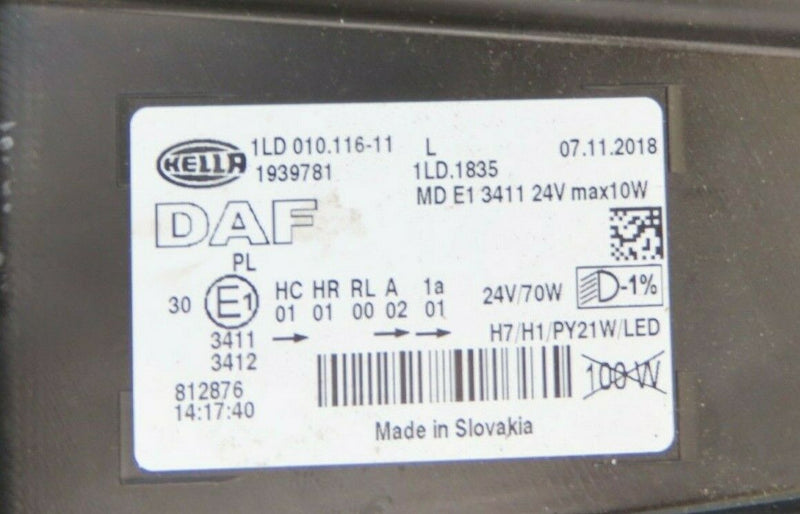 HELLA 1LD 010.116-11 L 07.11.2018
1939781 1LD.1835
MD E1 3411 24V max10W
DAF
PL
30 E1 HC HR RL A 1a 24V/70W -1%
01 01 00 02 01
3411 H7/H1/PY21W/LED
3412
812876 100 W
14:17:40
Made in Slovakia